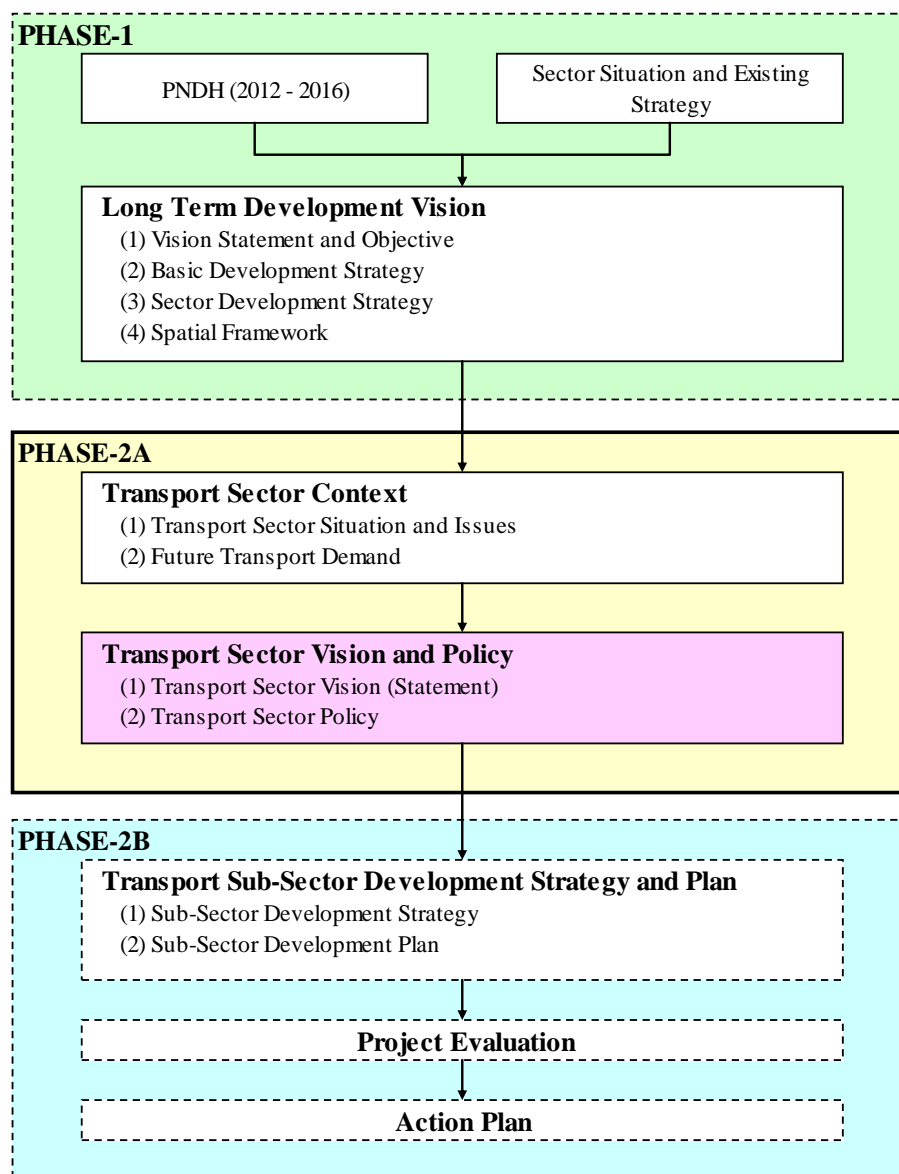 PHASE-1
PNDH (2012 - 2016)
Sector Situation and Existing
Strategy
Long Term Development Vision
(1) Vision Statement and Objective
(2) Basic Development Strategy
(3) Sector Development Strategy
(4) Spatial Framework
PHASE-2A
Transport Sector Context
(1) Transport Sector Situation and Issues
(2) Future Transport Demand
Transport Sector Vision and Policy
(1) Transport Sector Vision (Statement)
(2) Transport Sector Policy
PHASE-2B
Transport Sub-Sector Development Strategy and Plan
(1) Sub-Sector Development Strategy
(2) Sub-Sector Development Plan
Project Evaluation
Action Plan